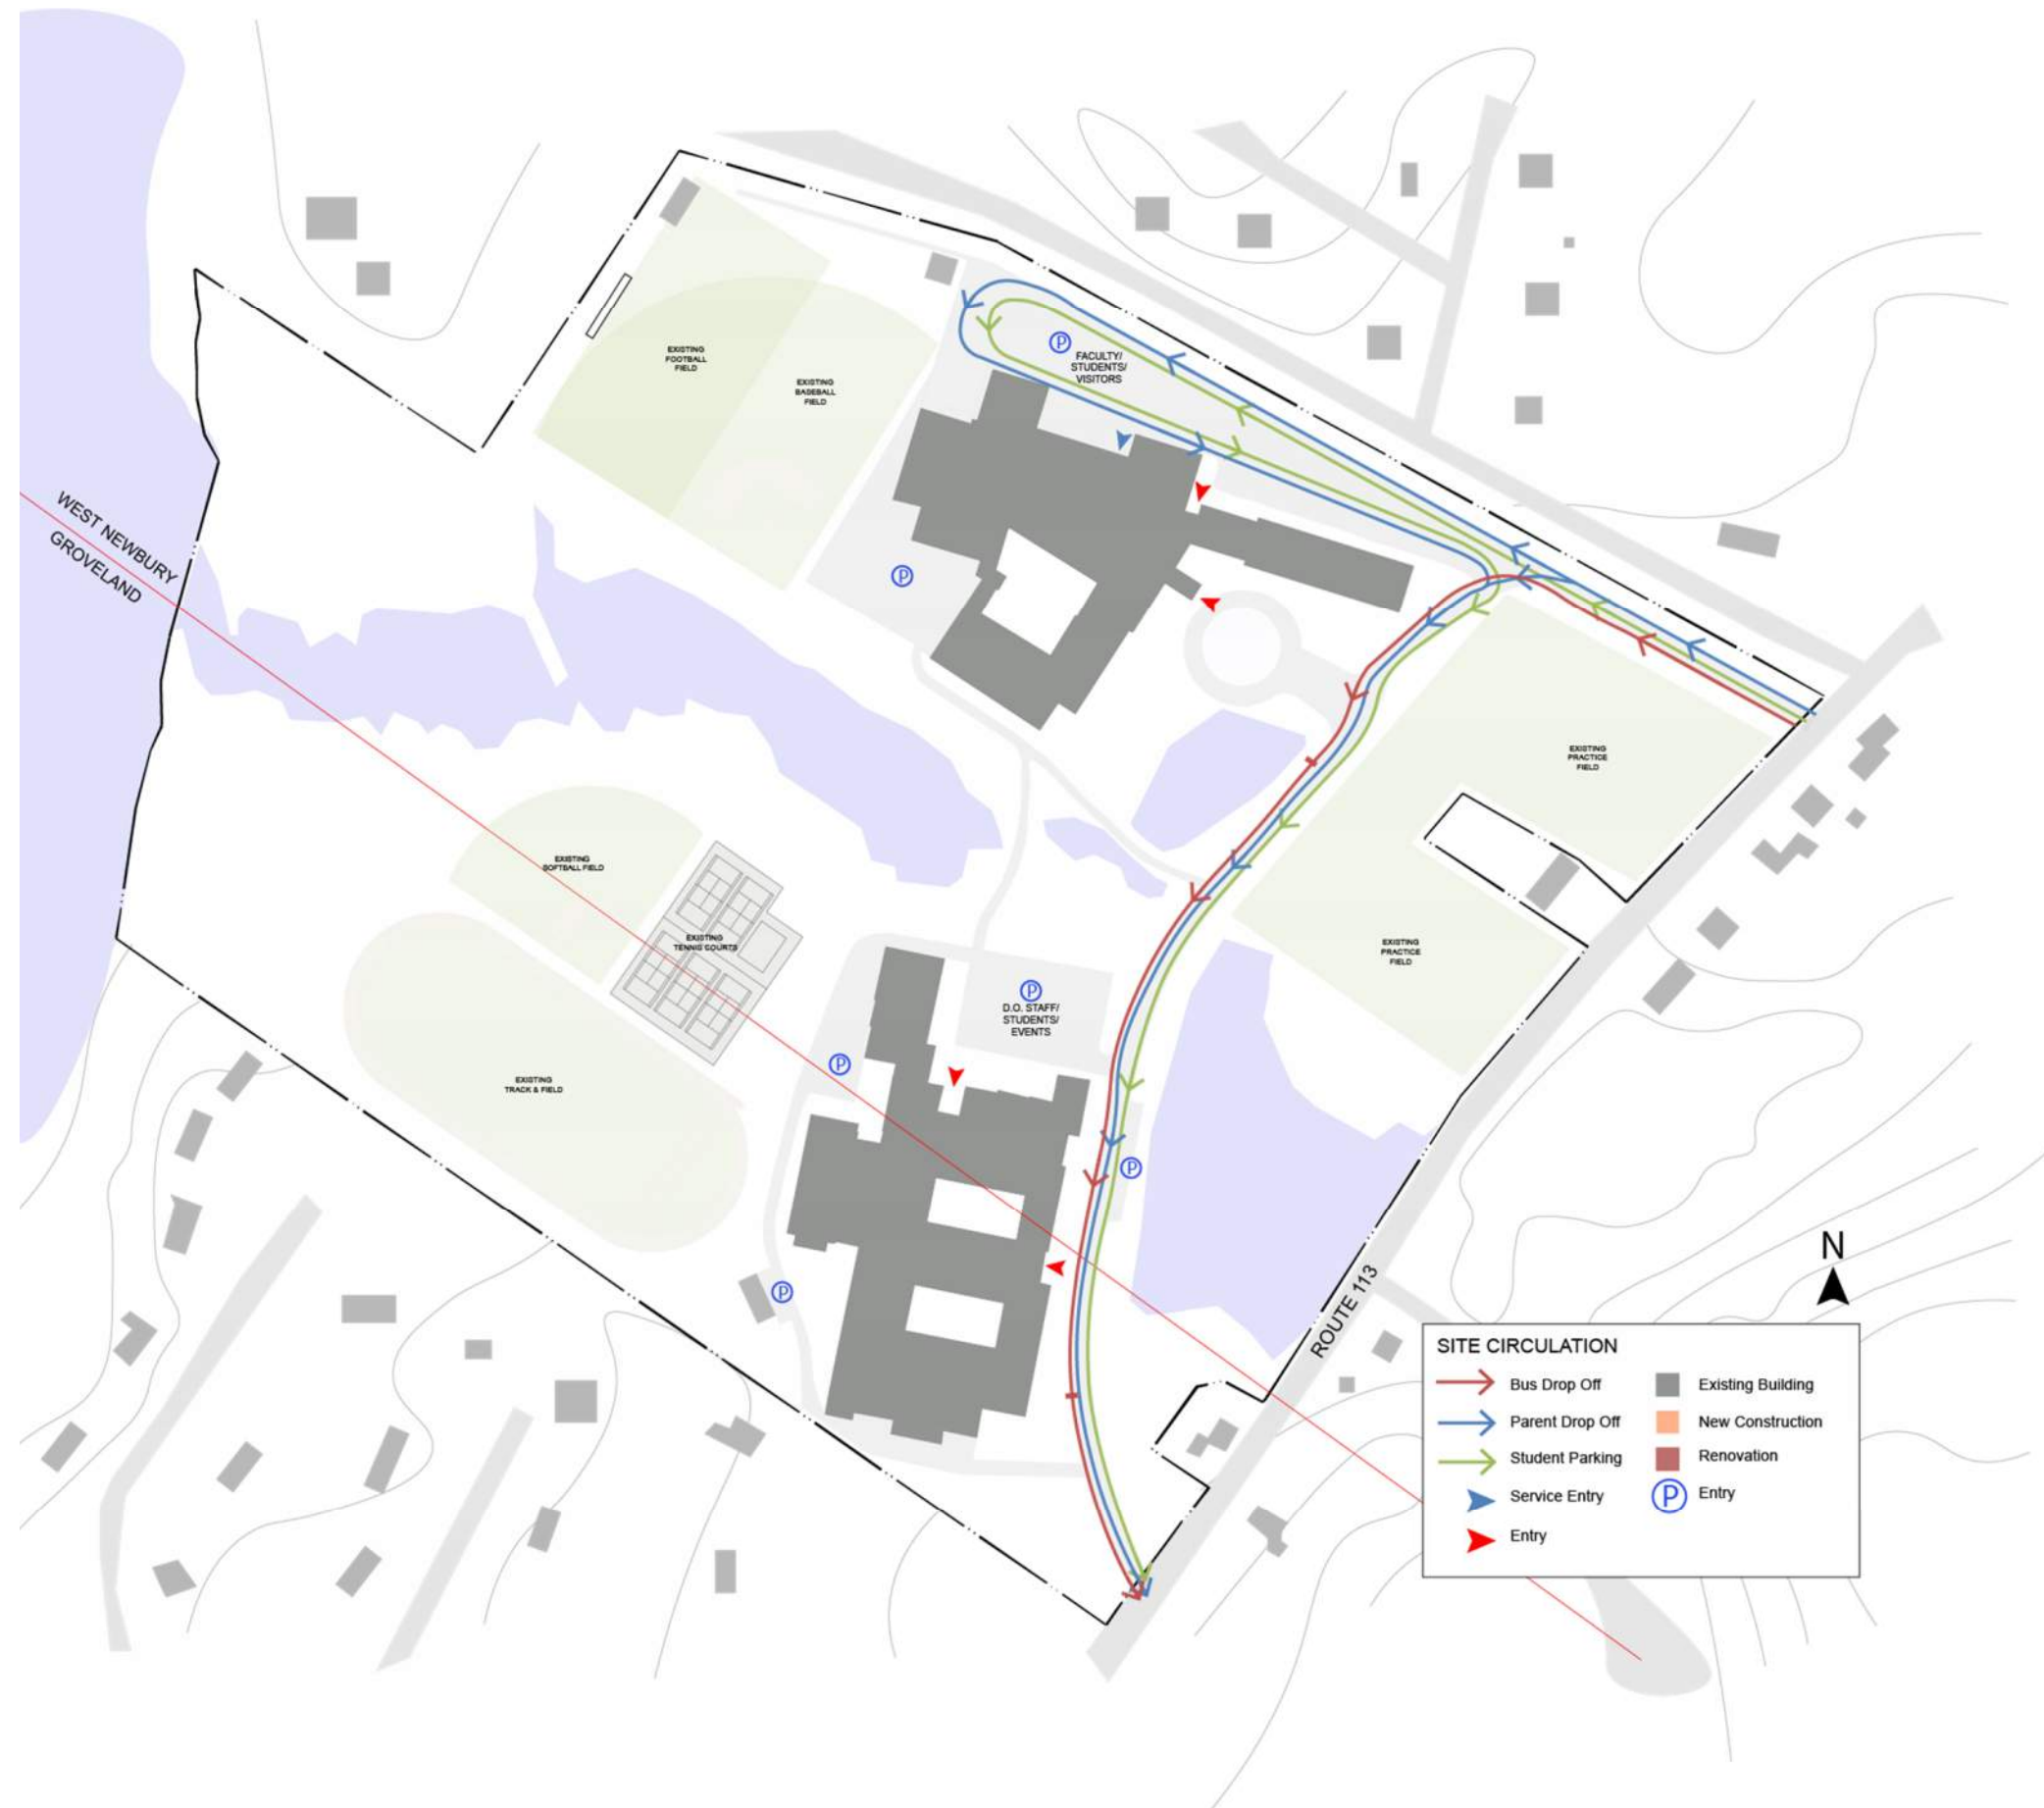 EXISTING
FOOTBALL
FIELD
EXISTING
BASEBALL
FIELD
P
FACULTY/
STUDENTS/
VISITORS
WEST NEWBURY
GROVELAND
P
EXISTING
PRACTICE
FIELD
EXISTING
SOFTBALL FIELD
EXISTING
TENNIS COURTS
EXISTING
PRACTICE
FIELD
P
D.O. STAFF/
STUDENTS/
EVENTS
P
EXISTING
TRACK & FIELD
P
P
ROUTE 113
N
SITE CIRCULATION
Bus Drop Off
Parent Drop Off
Student Parking
Service Entry
Entry
Existing Building
New Construction
Renovation
P Entry